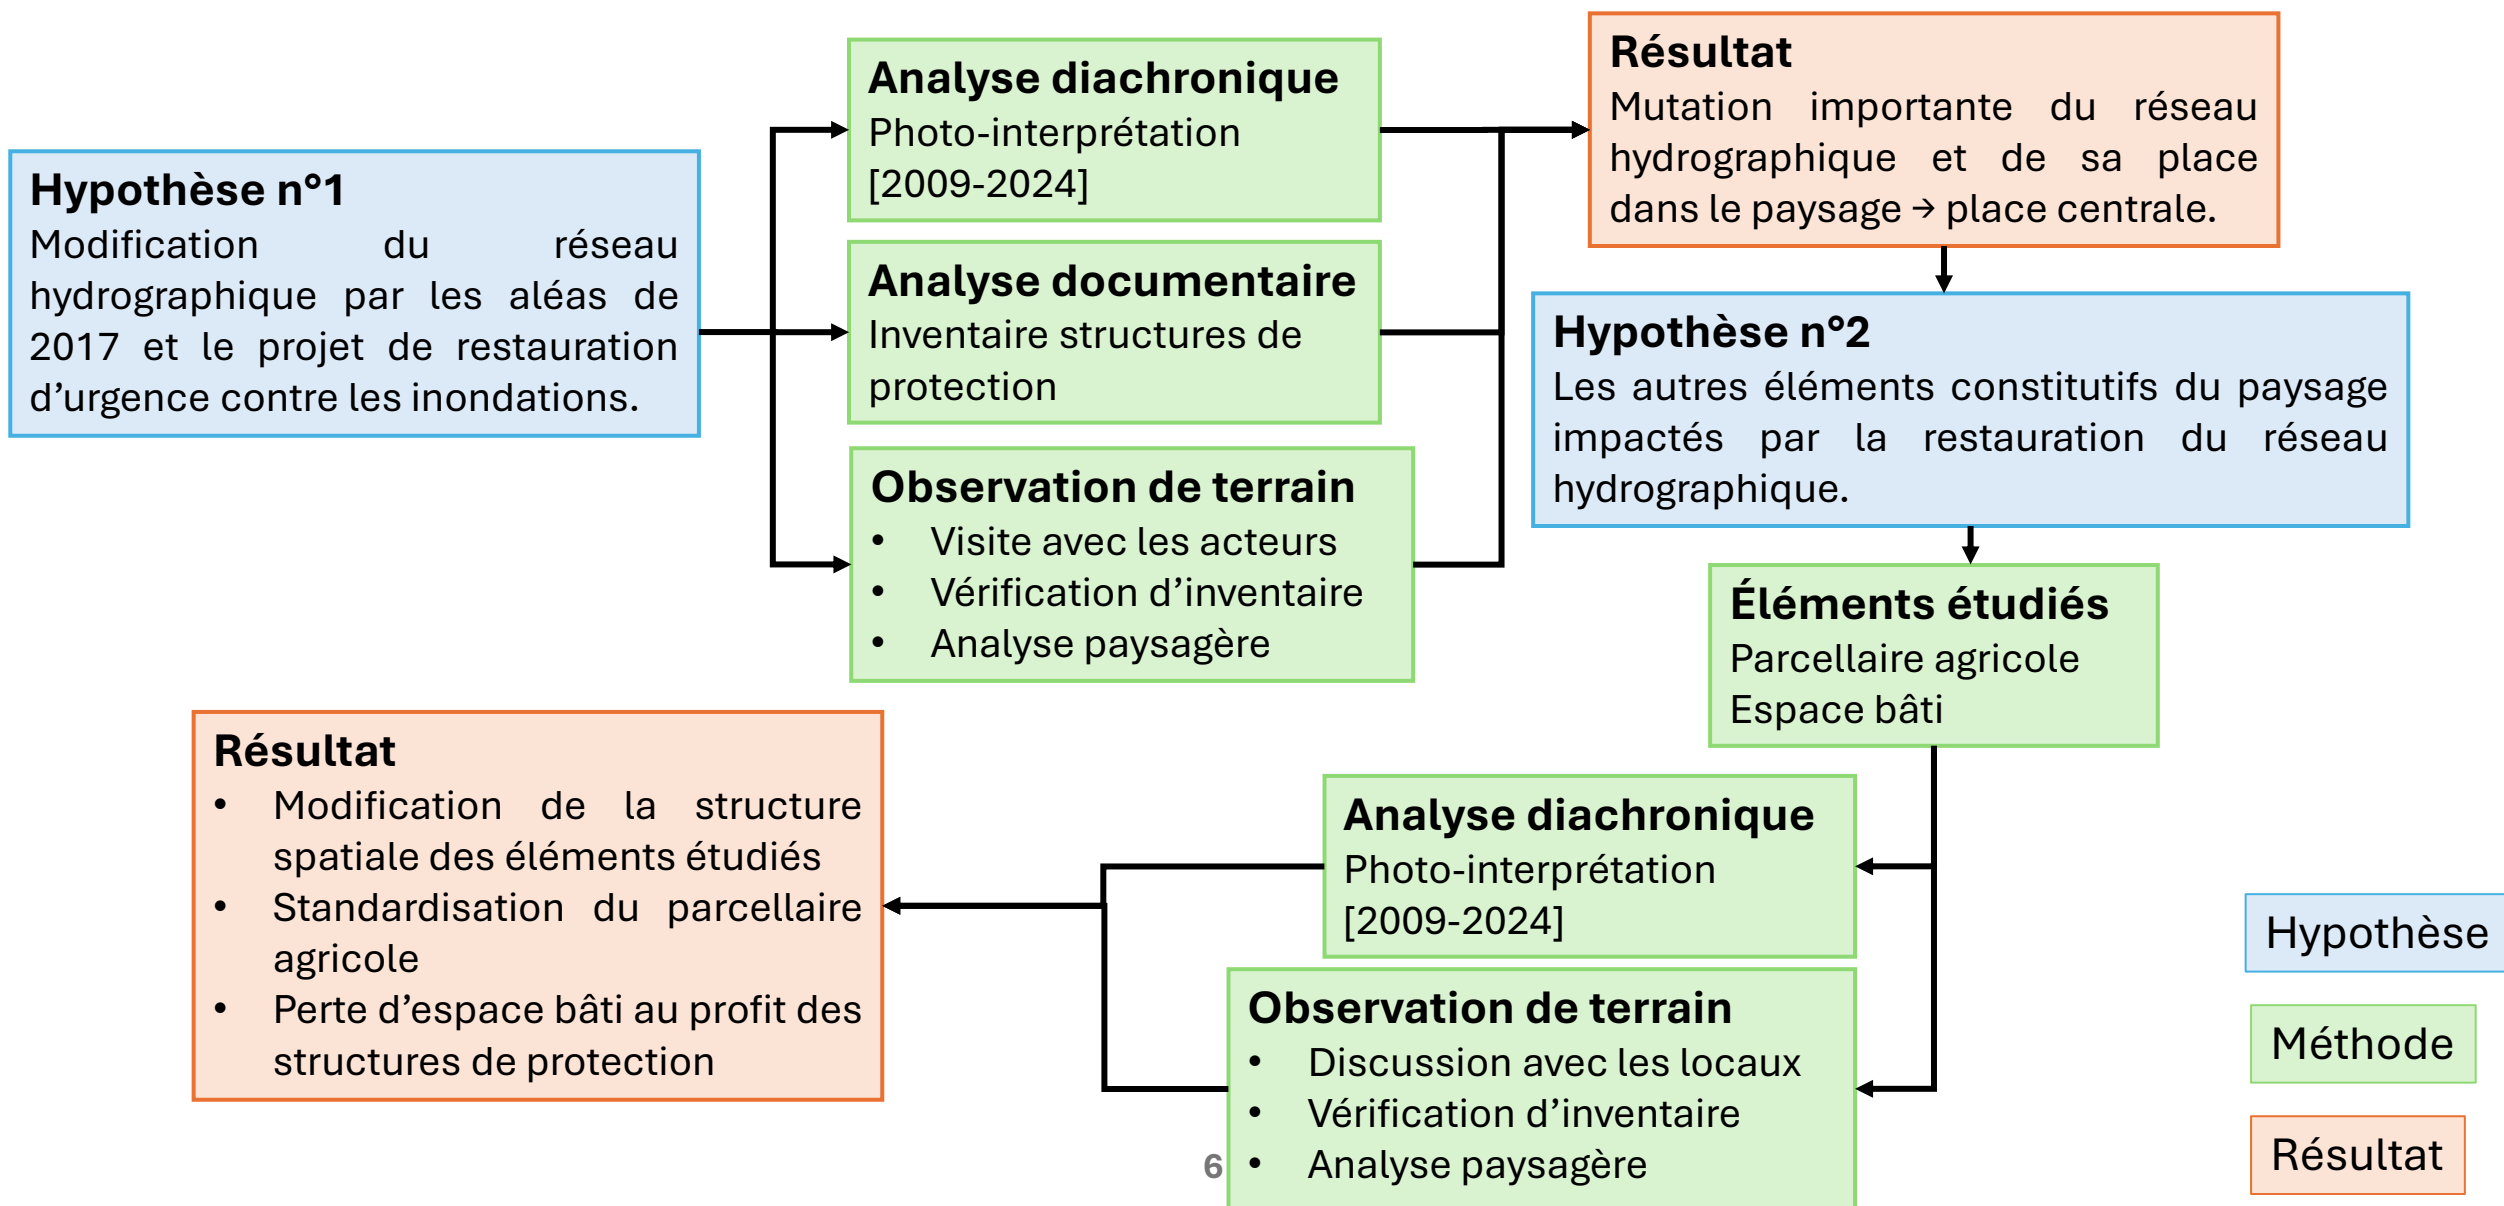 Hypothèse n°1
Modification du réseau
hydrographique par les aléas de
2017 et le projet de restauration
d’urgence contre les inondations.
Analyse diachronique
Photo-interprétation
[2009-2024]
Analyse documentaire
Inventaire structures de
protection
Observation de terrain
• Visite avec les acteurs
• Vérification d’inventaire
• Analyse paysagère
Résultat
Mutation importante du réseau
hydrographique et de sa place
dans le paysage → place centrale.
Hypothèse n°2
Les autres éléments constitutifs du paysage
impactés par la restauration du réseau
hydrographique.
Éléments étudiés
Parcellaire agricole
Espace bâti
Analyse diachronique
Photo-interprétation
[2009-2024]
Observation de terrain
• Discussion avec les locaux
• Vérification d’inventaire
• Analyse paysagère
Résultat
• Modification de la structure
spatiale des éléments étudiés
• Standardisation du parcellaire
agricole
• Perte d’espace bâti au profit des
structures de protection
Hypothèse
Méthode
Résultat
6